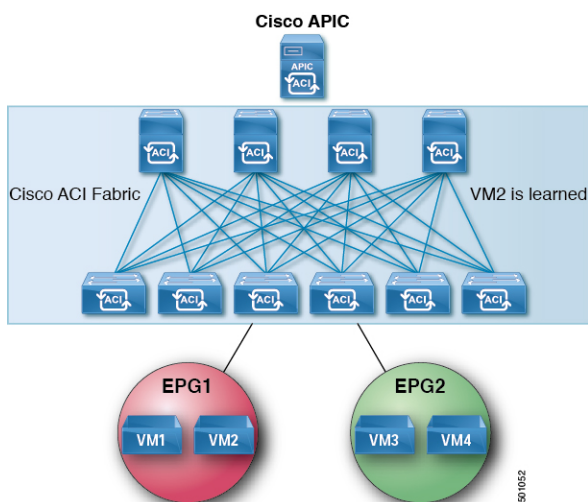 Cisco APIC
APIC
ACI
ACI
ACI
ACI
ACI
Cisco ACI Fabric
VM2 is learned
ACI
ACI
ACI
ACI
ACI
ACI
EPG1
EPG2
VM1
VM2
VM3
VM4
501052